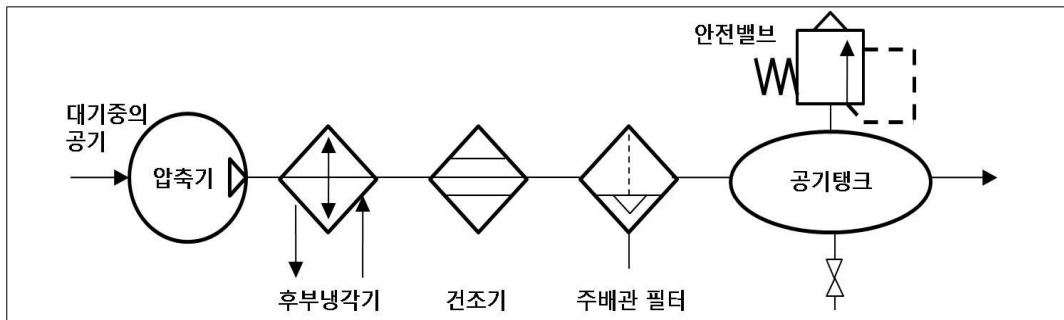 안전밸브
대기중의
공기
압축기
공기탱크
후부냉각기
건조기
주배관 필터